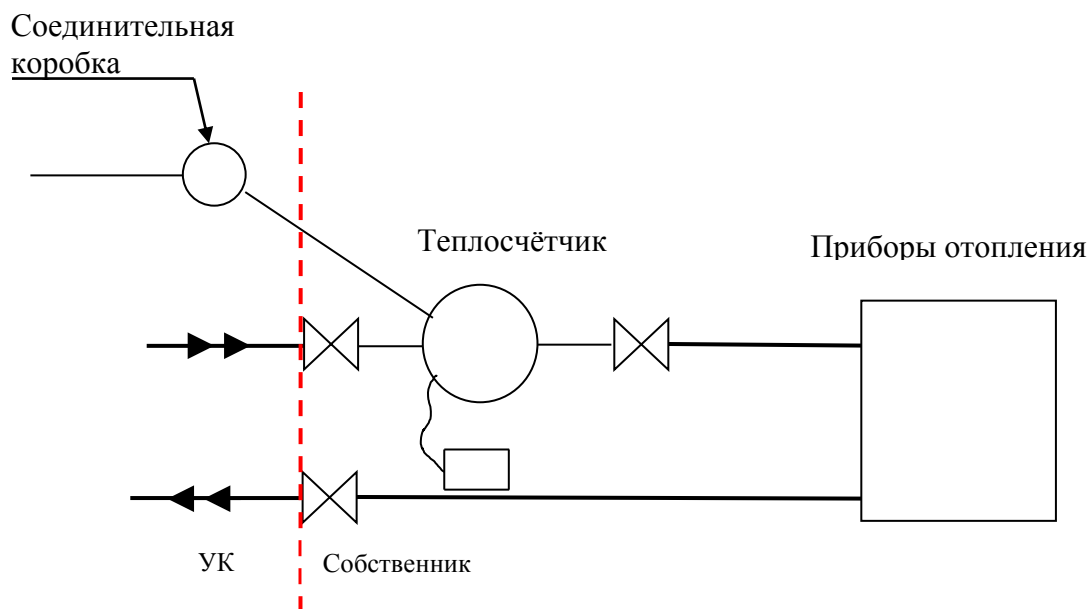 Соединительная
коробка
Теплосчётчик
Приборы отопления
УК
Собственник